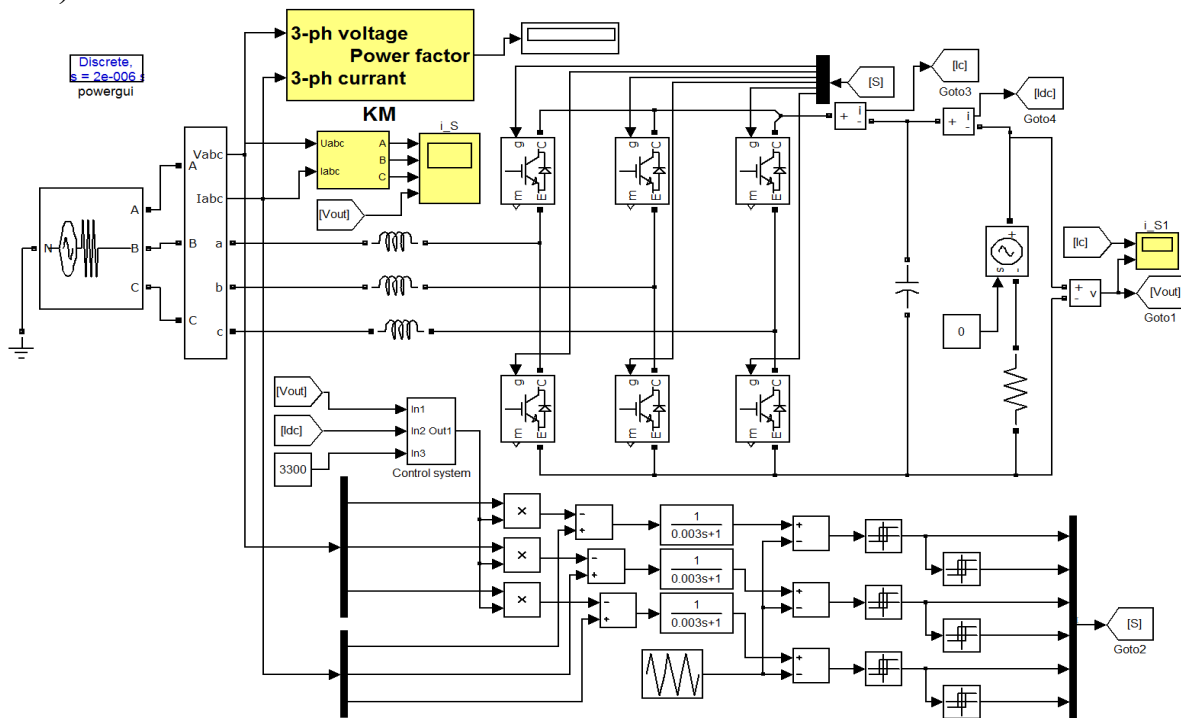 )
3-ph voltage
Power factor
3-ph currant
KM
Discrete,
s = 2e-006 s
powergui
[S]
[Ic]
Goto3
[Idc]
Goto4
+ i -
+ i -
i_S
Uabc
Iabc
A
B
C
[Vout]
Vabc
Iabc
A
B
C
a
b
c
N
A
B
C
g C
m E
g C
m E
g C
m E
+
s -
0
[Ic]
i_S1
+ v -
[Vout]
Goto1
g C
m E
g C
m E
g C
m E
[Vout]
[Idc]
3300
In1
In2 Out1
In3
Control system
×
×
×
- +
- +
- +
1
0.003s+1
1
0.003s+1
1
0.003s+1
+ -
+ -
+ -
[S]
Goto2